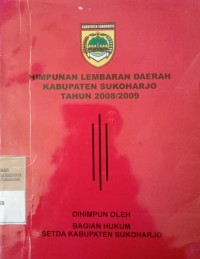 KABUPATEN SUKOHARJO
HIMPUNAN LEMBARAN DAERAH
KABUPATEN SUKOHARJO
TAHUN 2008/2009
DIHIMPUN OLEH
BAGIAN HUKUM
SETDA KABUPATEN SUKOHARJO